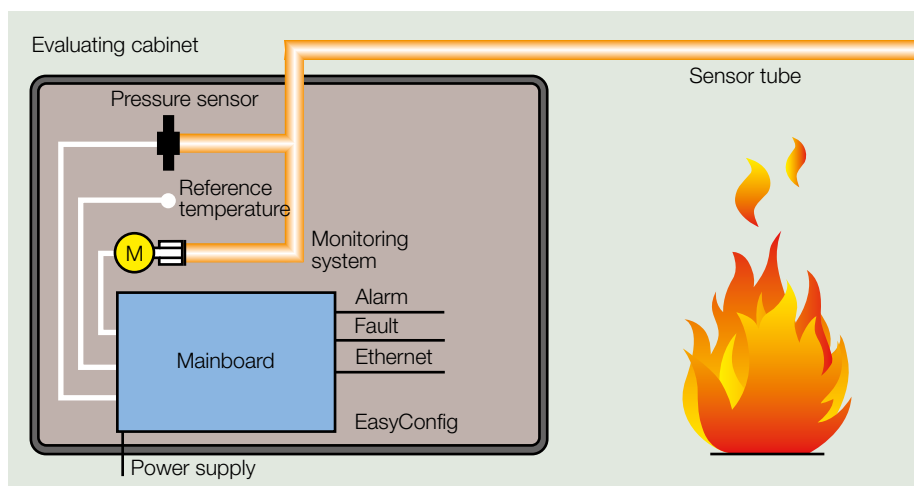 Evaluating cabinet
Sensor tube
Pressure sensor
Reference
temperature
M
Monitoring
system
Alarm
Fault
Mainboard
Ethernet
EasyConfig
Power supply